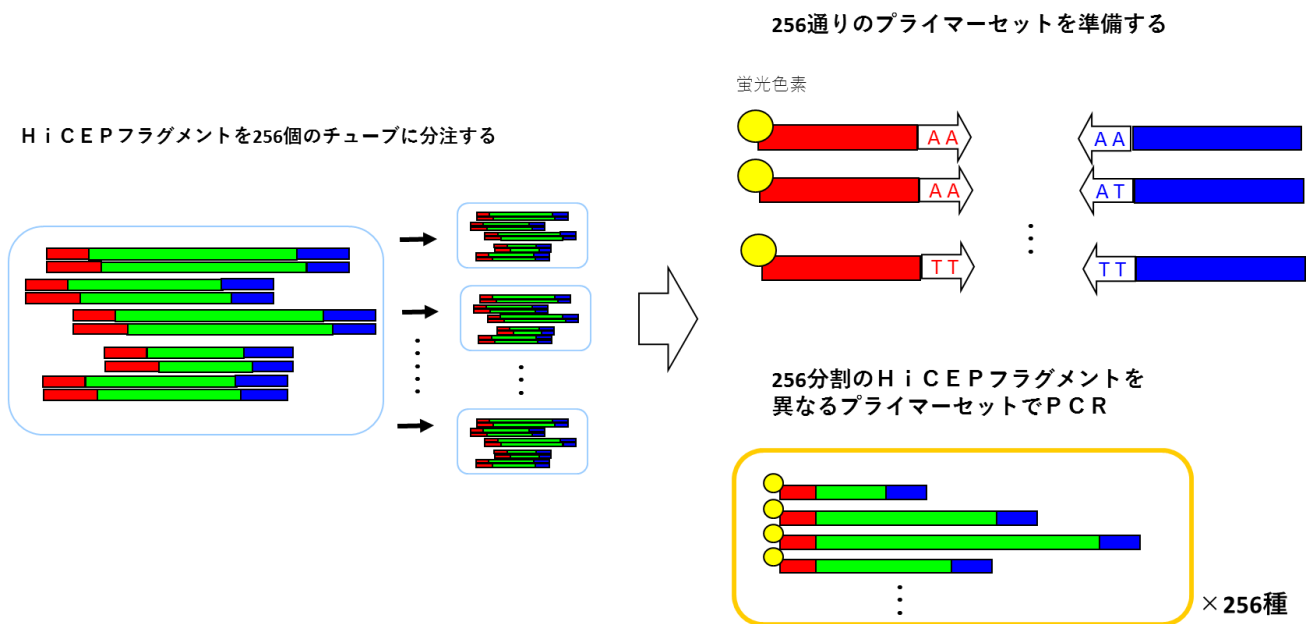 HiCEPフラグメントを256個のチューブに分注する
256通りのプライマーセットを準備する
蛍光色素
AA
AA
AA
AT
TT
TT
256分割のHiCEPフラグメントを
異なるプライマーセットでPCR
×256種